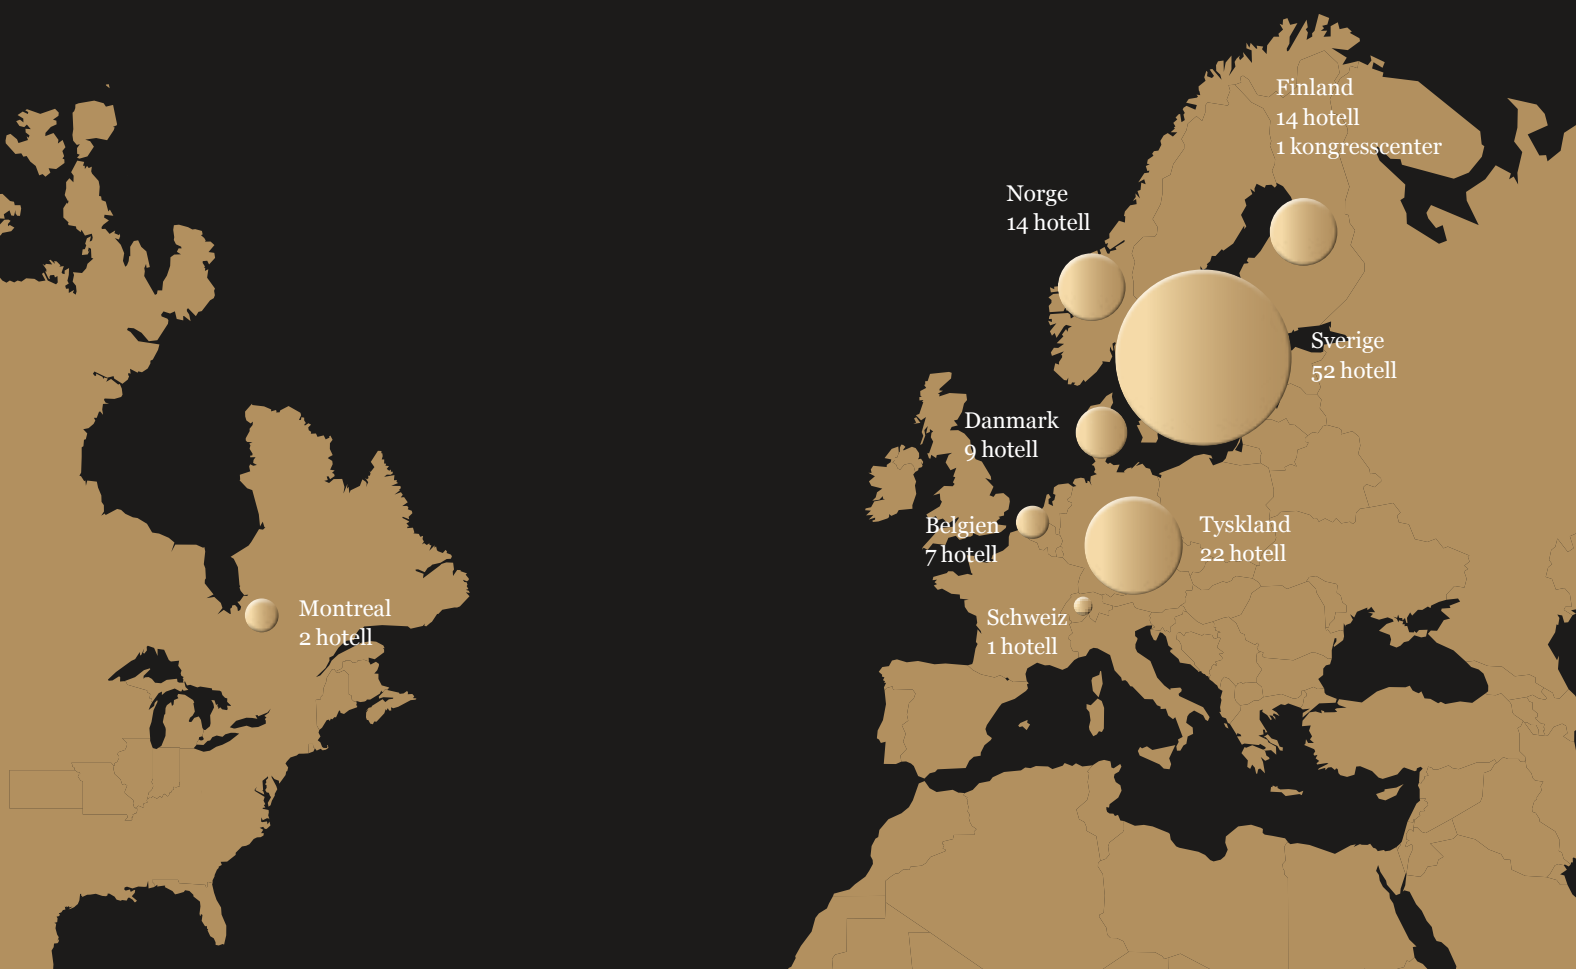 Finland
14 hotell
1 kongresscenter
Norge
14 hotell
Sverige
52 hotell
Danmark
9 hotell
Belgien
7 hotell
Tyskland
22 hotell
Montreal
2 hotell
Schweiz
1 hotell